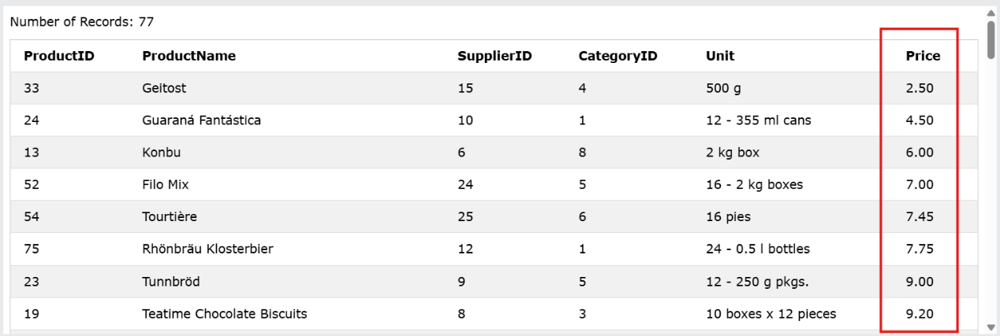 Number of Records: 77
ProductID ProductName SupplierID CategoryID Unit Price
33 Geitost 15 4 500 g 2.50
24 Guaraná Fantástica 10 1 12 - 355 ml cans 4.50
13 Konbu 6 8 2 kg box 6.00
52 Filo Mix 24 5 16 - 2 kg boxes 7.00
54 Tourtière 25 6 16 pies 7.45
75 Rhönbräu Klosterbier 12 1 24 - 0.5 l bottles 7.75
23 Tunnbröd 9 5 12 - 250 g pkgs. 9.00
19 Teatime Chocolate Biscuits 8 3 10 boxes x 12 pieces 9.20